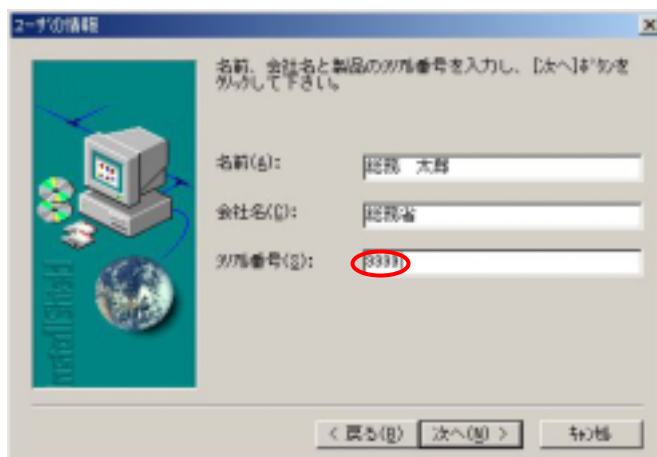 ユーザの情報
名前、会社名と製品のシリアル番号を入力し、[次へ]ボタンを
クリックして下さい。
名前(A):
総務 太郎
会社名(C):
総務省
シリアル番号(S):
9999
InstallShield
< 戻る(B)
次へ(N) >
キャンセル